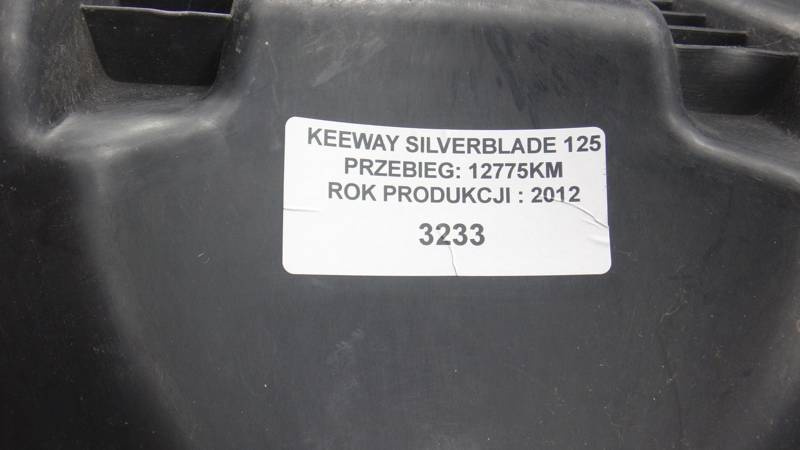 KEEWAY SILVERBLADE 125
PRZEBIEG: 12775KM
ROK PRODUKCJI : 2012
3233